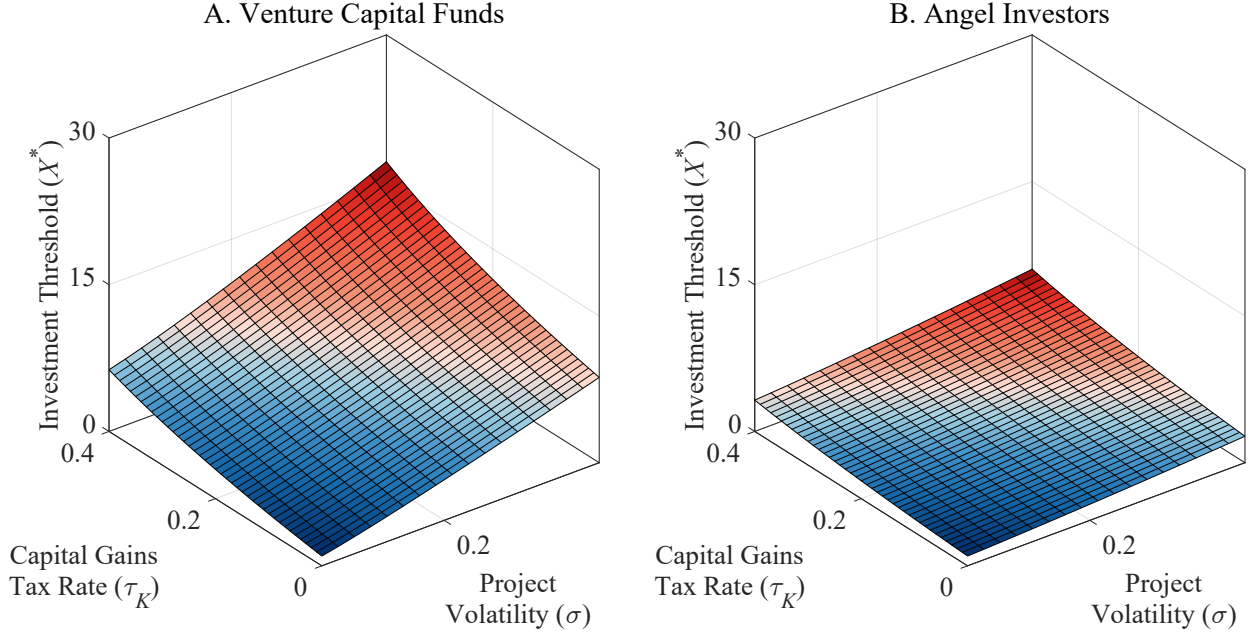 A. Venture Capital Funds
30
15
0
Investment Threshold (X*)
0.4
0.2
0
Capital Gains
Tax Rate (τ_K)
0.2
Project
Volatility (σ)
B. Angel Investors
30
15
0
Investment Threshold (X*)
0.4
0.2
0
Capital Gains
Tax Rate (τ_K)
0.2
Project
Volatility (σ)